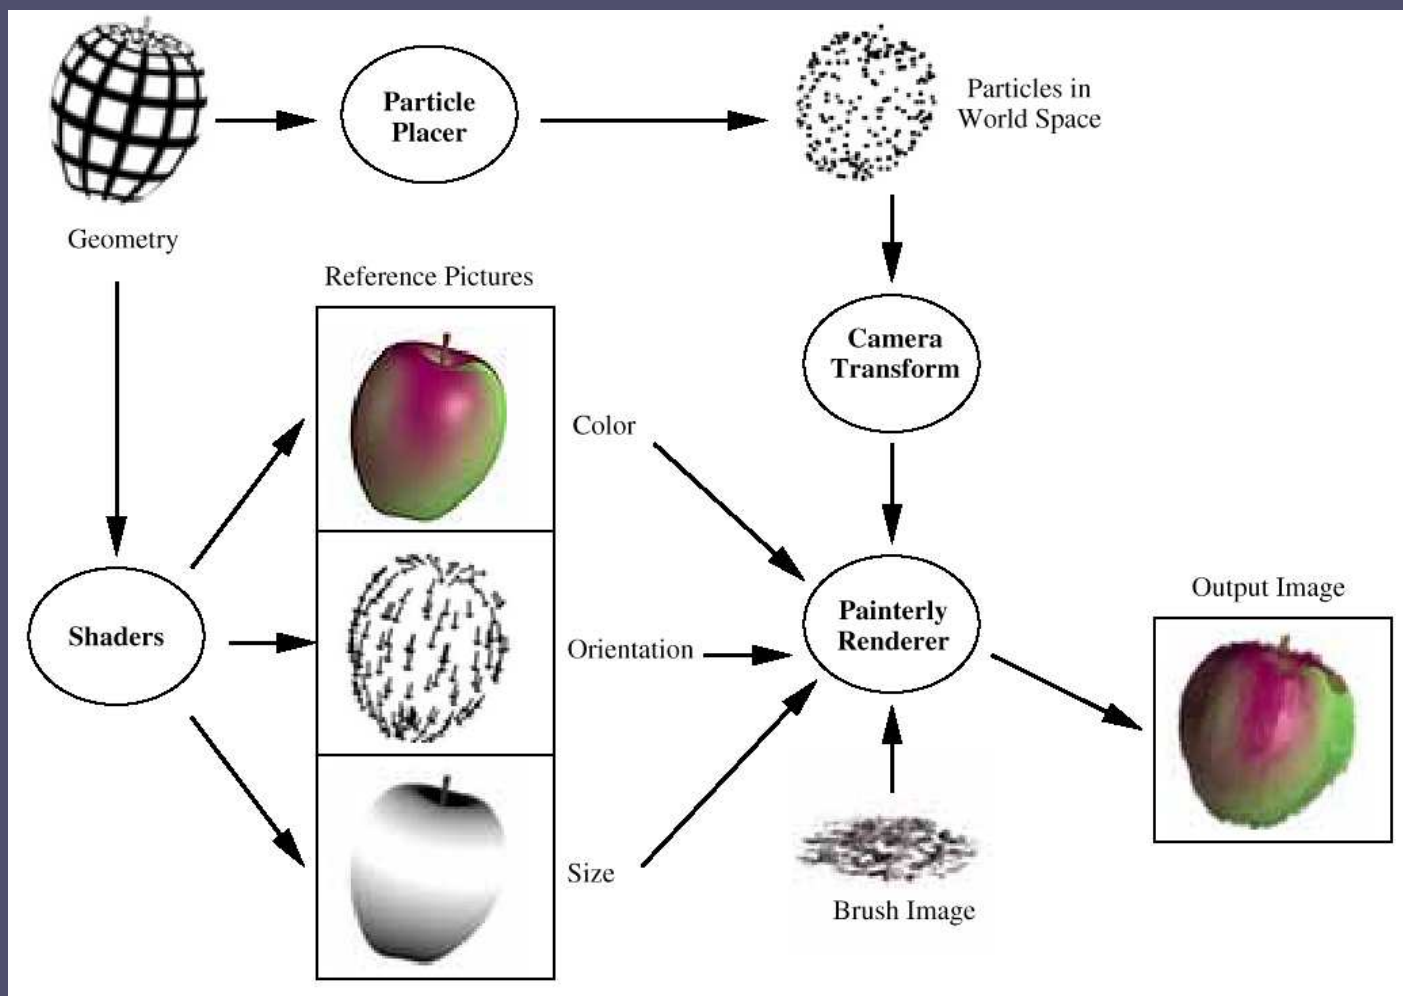 Particle
Placer
Particles in
World Space
Geometry
Reference Pictures
Camera
Transform
Color
Shaders
Orientation
Painterly
Renderer
Output Image
Size
Brush Image